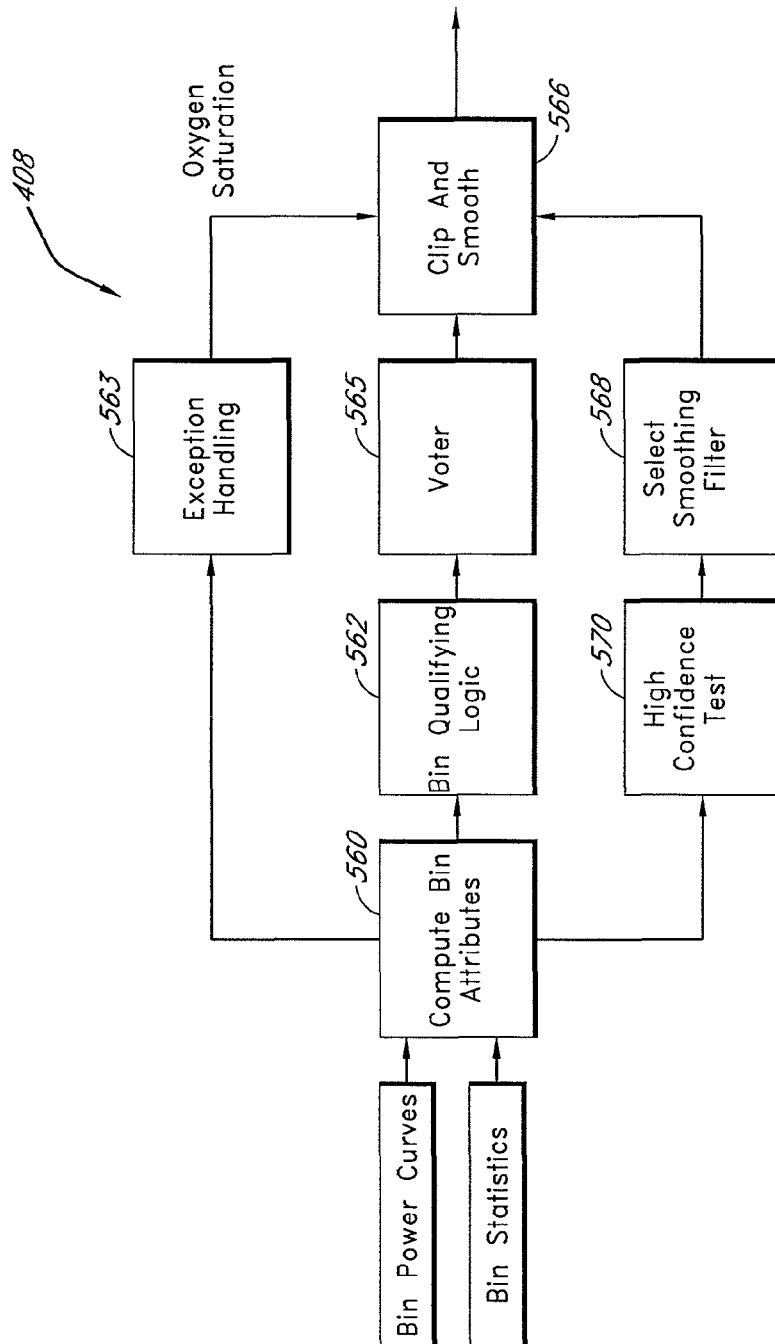 408
Oxygen
Saturation
563
Exception
Handling
Bin Power Curves
Bin Statistics
560
Compute Bin
Attributes
562
Bin Qualifying
Logic
565
Voter
566
Clip And
Smooth
570
High
Confidence
Test
568
Select
Smoothing
Filter